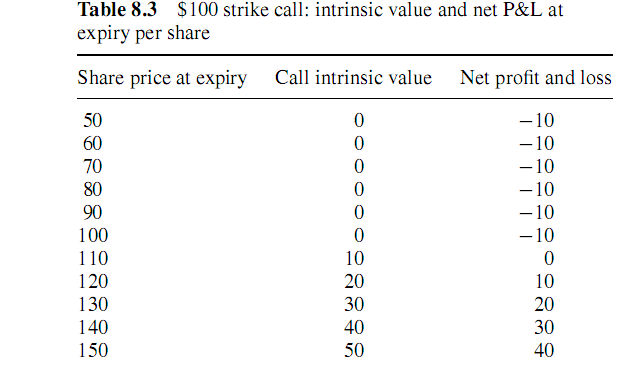 Table 8.3 $100 strike call: intrinsic value and net P&L at
expiry per share
Share price at expiry Call intrinsic value Net profit and loss
50 0 −10
60 0 −10
70 0 −10
80 0 −10
90 0 −10
100 0 −10
110 10 0
120 20 10
130 30 20
140 40 30
150 50 40